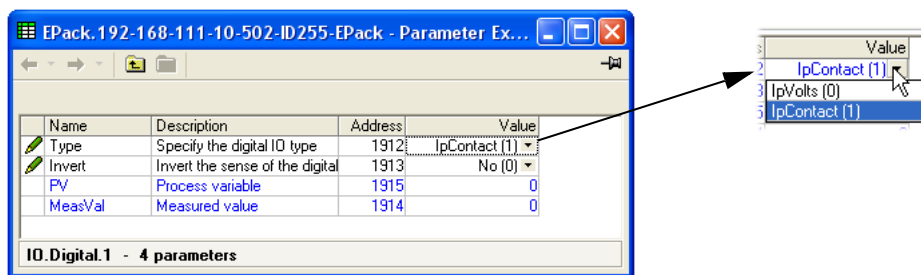 EPack.192-168-111-10-502-ID255-EPack - Parameter Ex...
Name Description Address Value
Type Specify the digital IO type 1912 IpContact (1)
Invert Invert the sense of the digital 1913 No (0)
PV Process variable 1915 0
MeasVal Measured value 1914 0
IO.Digital.1 - 4 parameters
Value
IpContact (1)
IpVolts (0)
IpContact (1)